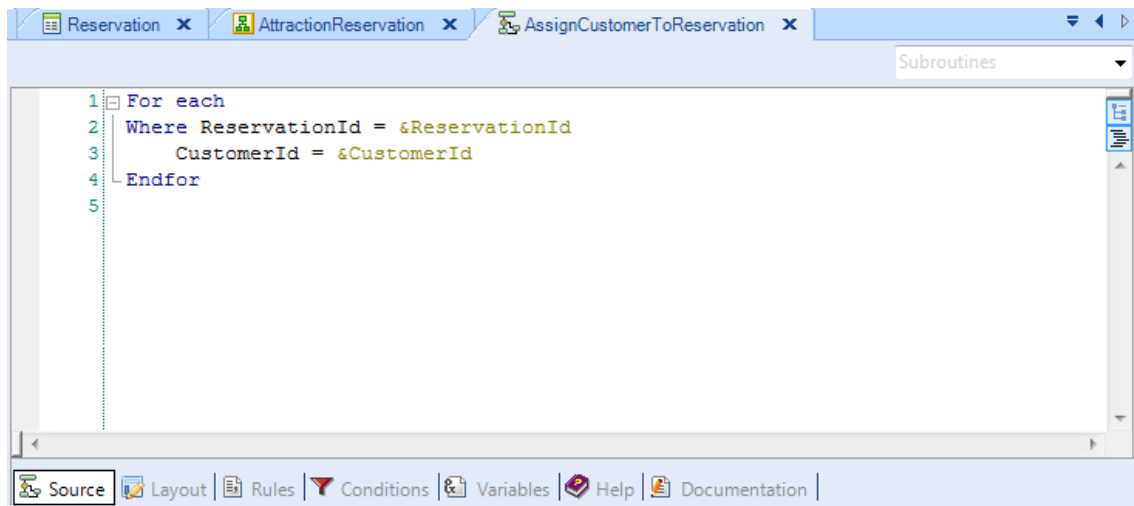 Reservation x AttractionReservation x AssignCustomerToReservation x
Subroutines
1 For each
2 Where ReservationId = &ReservationId
3 CustomerId = &CustomerId
4 Endfor
5
Source Layout Rules Conditions Variables Help Documentation